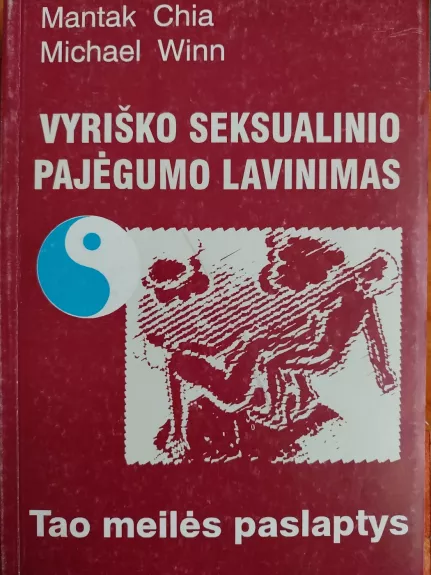 Mantak Chia
Michael Winn
VYRIŠKO SEKSUALINIO
PAJĖGUMO LAVINIMAS
Tao meilės paslaptys